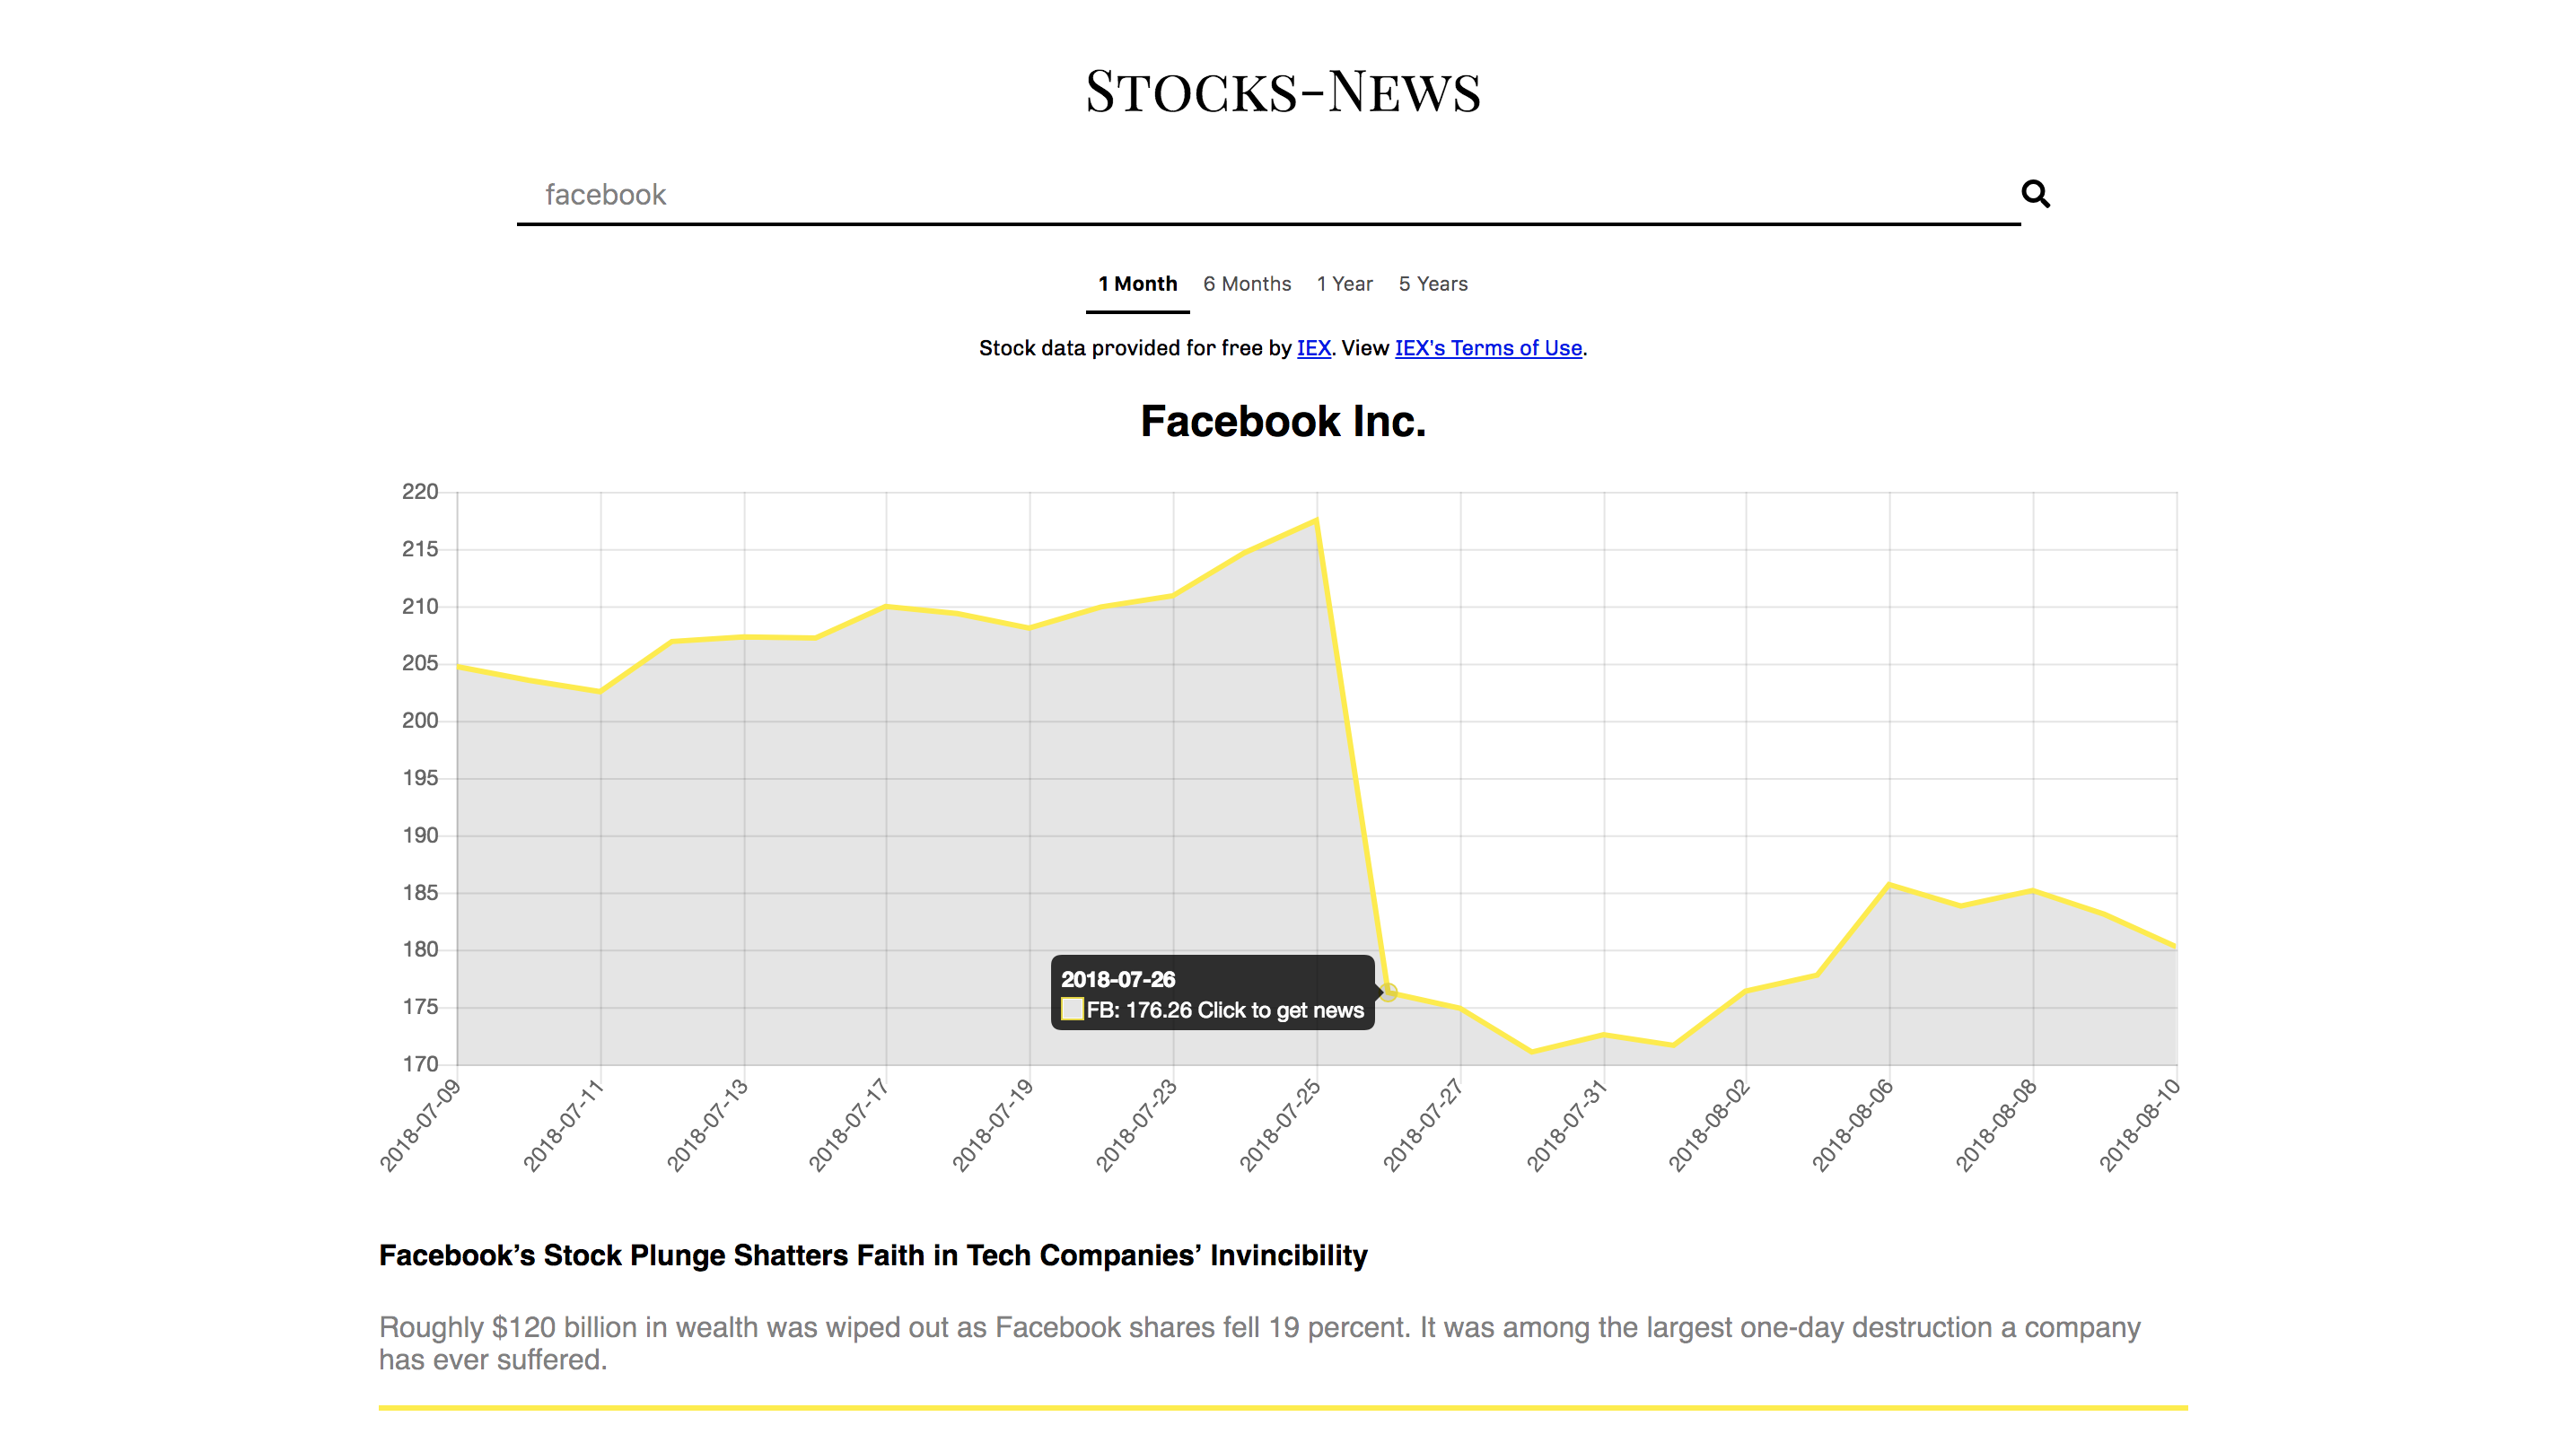 STOCKS-NEWS
facebook
1 Month 6 Months 1 Year 5 Years
Stock data provided for free by IEX. View IEX's Terms of Use.
Facebook Inc.
220
215
210
205
200
195
190
185
180
175
170
2018-07-26
FB: 176.26 Click to get news
2018-07-09 2018-07-11 2018-07-13 2018-07-17 2018-07-19 2018-07-23 2018-07-25 2018-07-27 2018-07-31 2018-08-02 2018-08-06 2018-08-08 2018-08-10
Facebook’s Stock Plunge Shatters Faith in Tech Companies’ Invincibility
Roughly $120 billion in wealth was wiped out as Facebook shares fell 19 percent. It was among the largest one-day destruction a company
has ever suffered.